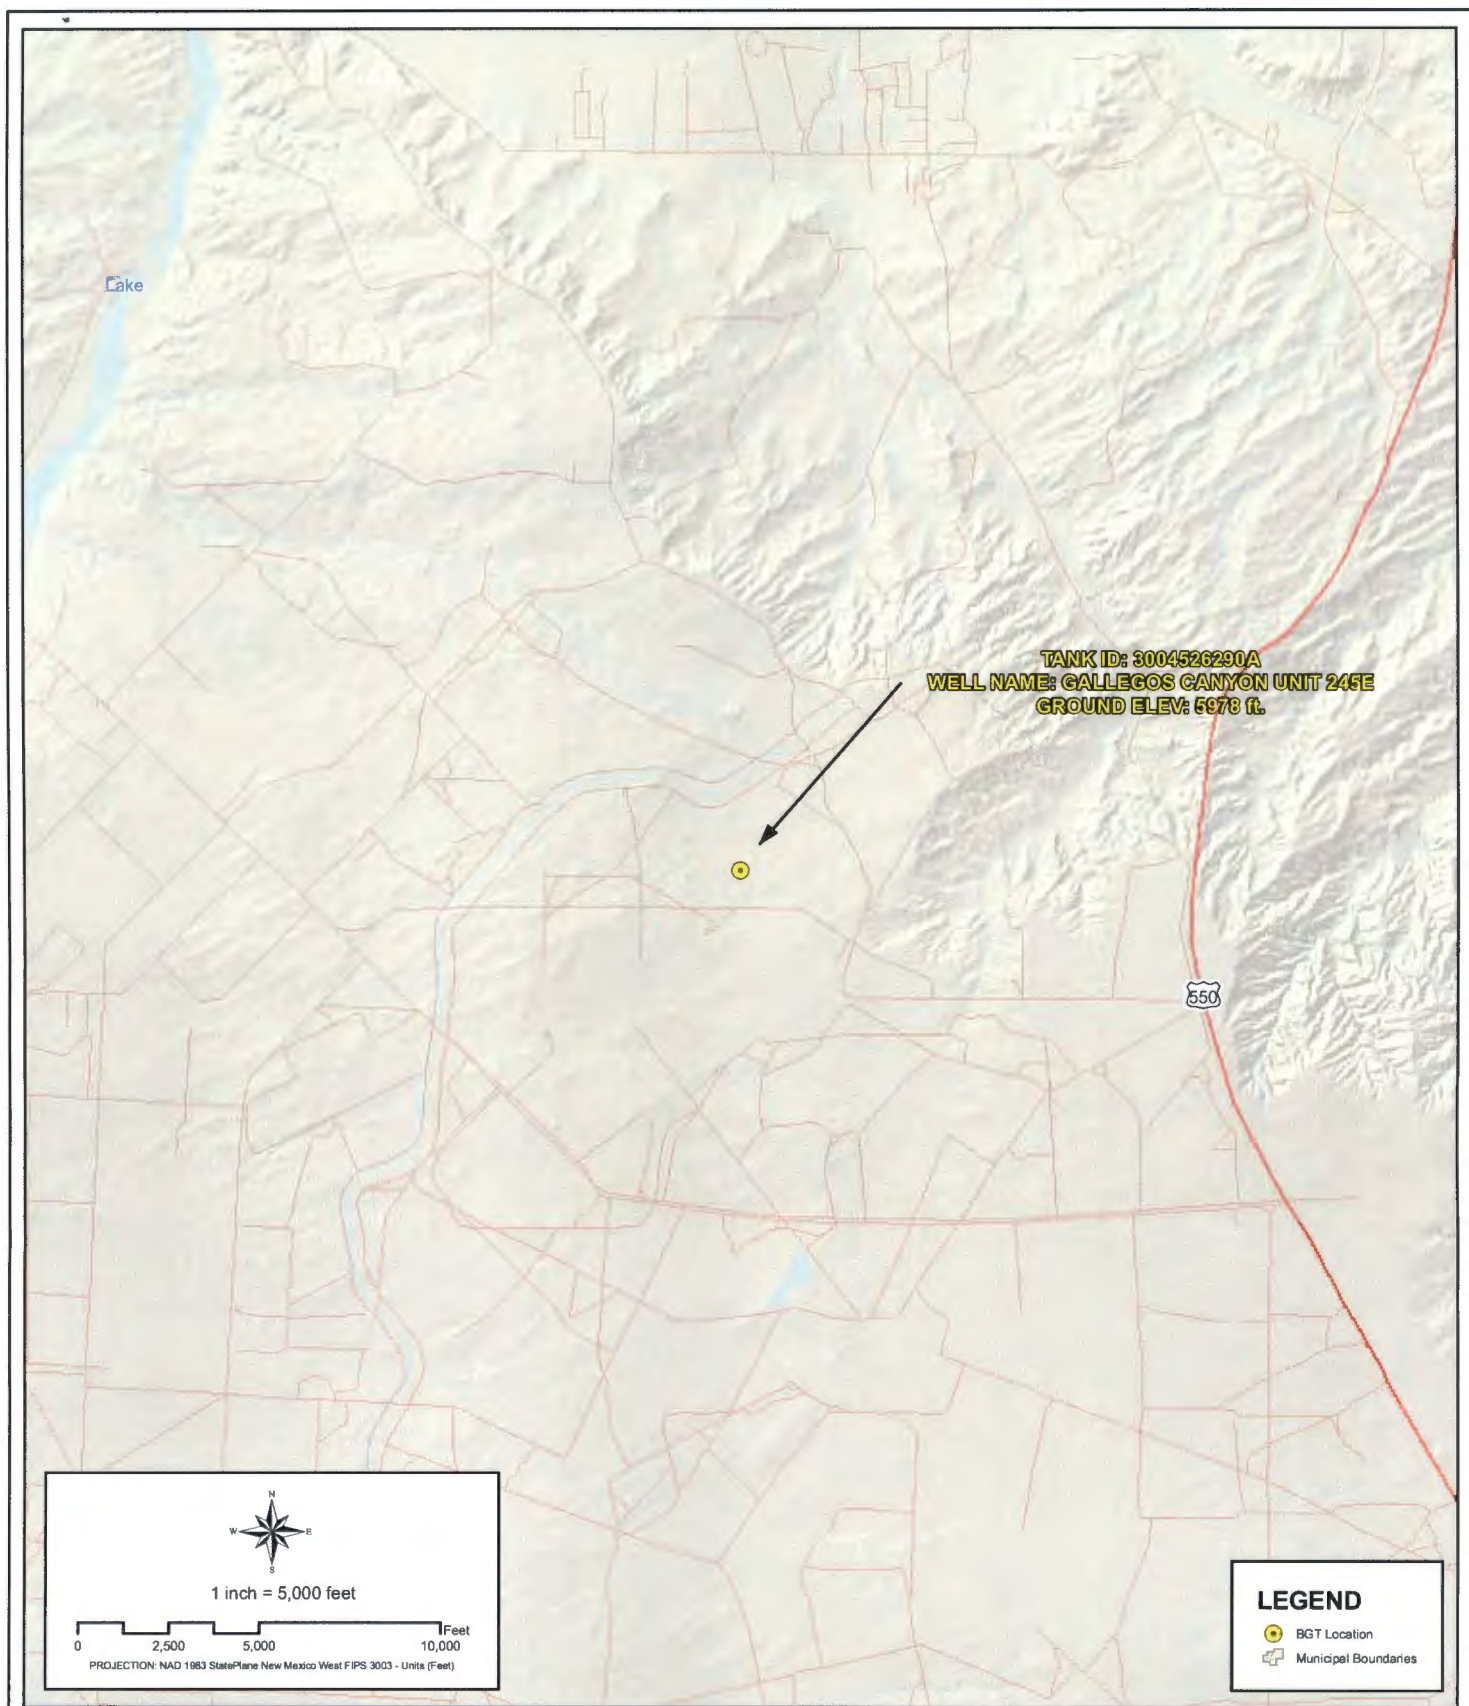 Lake
TANK ID: 3004526290A
WELL NAME: GALLEGOS CANYON UNIT 245E
GROUND ELEV: 5978 ft.
550
N
W E
S
1 inch = 5,000 feet
Feet
0 2,500 5,000 10,000
PROJECTION: NAD 1983 StatePlane New Mexico West FIPS 3003 - Units (Feet)
LEGEND
BGT Location
Municipal Boundaries